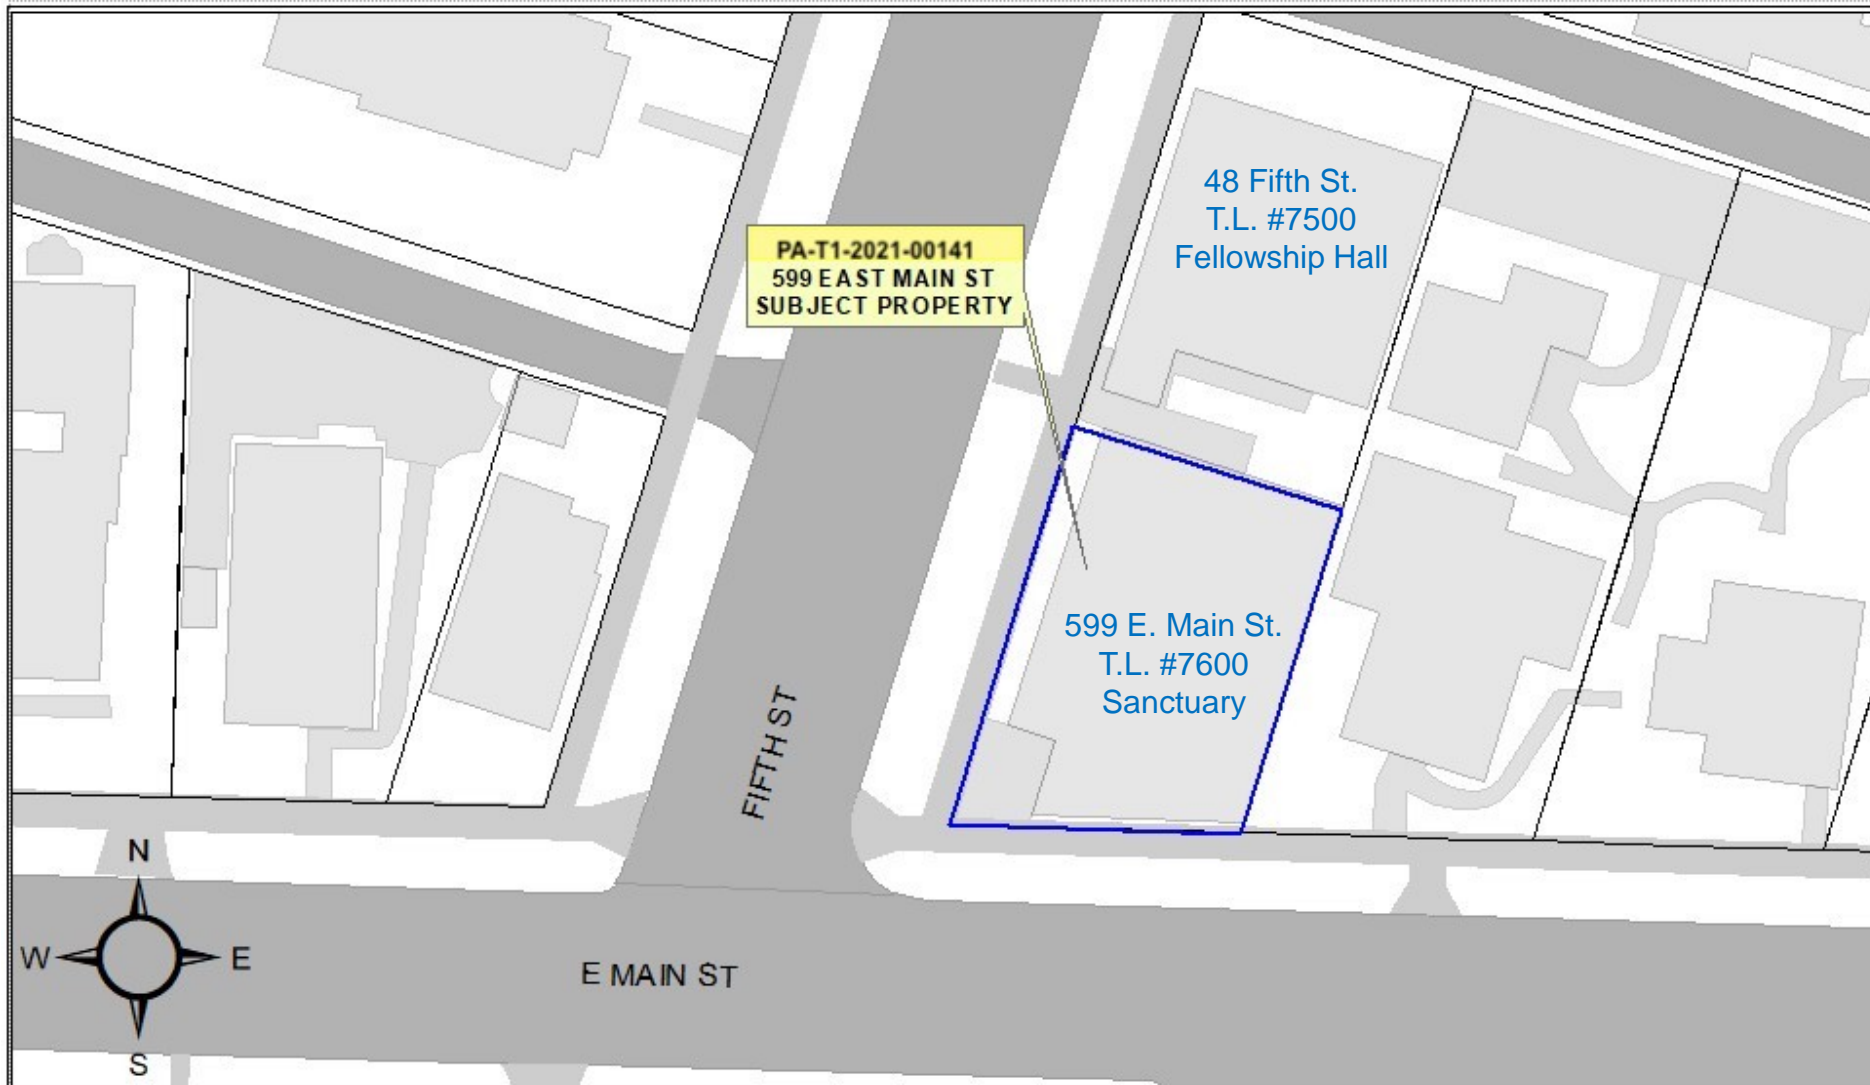 48 Fifth St.
T.L. #7500
Fellowship Hall
PA-T1-2021-00141
599 EAST MAIN ST
SUBJECT PROPERTY
599 E. Main St.
T.L. #7600
Sanctuary
FIFTH ST
N
W E
S
E MAIN ST